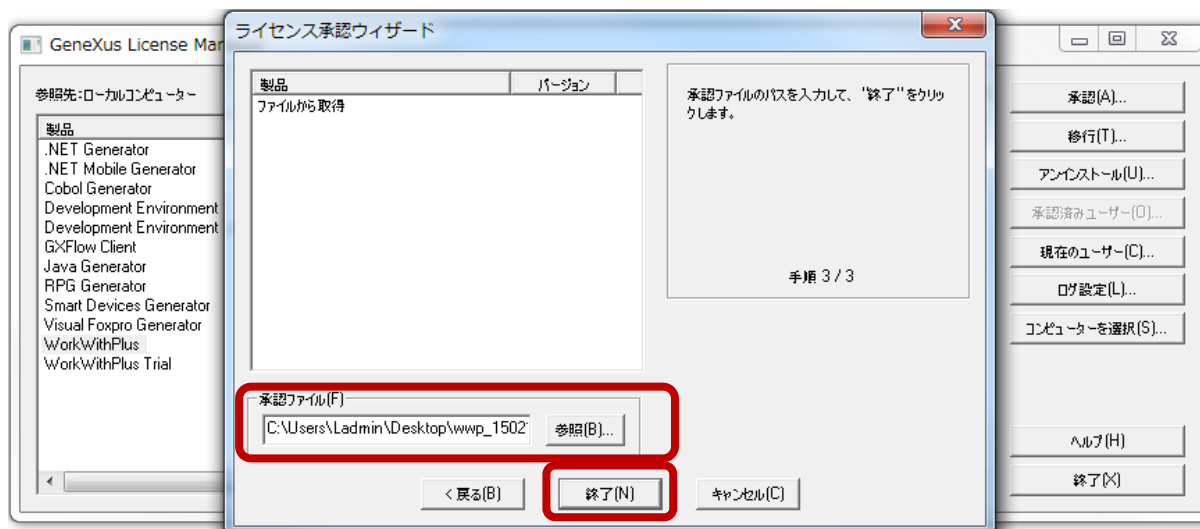 GeneXus License Mar
参照先:ローカルコンピューター
製品
.NET Generator
.NET Mobile Generator
Cobol Generator
Development Environment
Development Environment
GXFlow Client
Java Generator
RPG Generator
Smart Devices Generator
Visual Foxpro Generator
WorkWithPlus
WorkWithPlus Trial
ライセンス承認ウィザード
製品 バージョン
ファイルから取得
承認ファイルのパスを入力して、"終了"をクリッ
クします。
手順 3 / 3
承認ファイル(F)
C:\Users\Ladmin\Desktop\wwp_1502 参照(B)...
< 戻る(B) 終了(N) キャンセル(C)
承認(A)...
移行(T)...
アンインストール(U)...
承認済みユーザー(O)...
現在のユーザー(C)...
ログ設定(L)...
コンピューターを選択(S)...
ヘルプ(H)
終了(X)